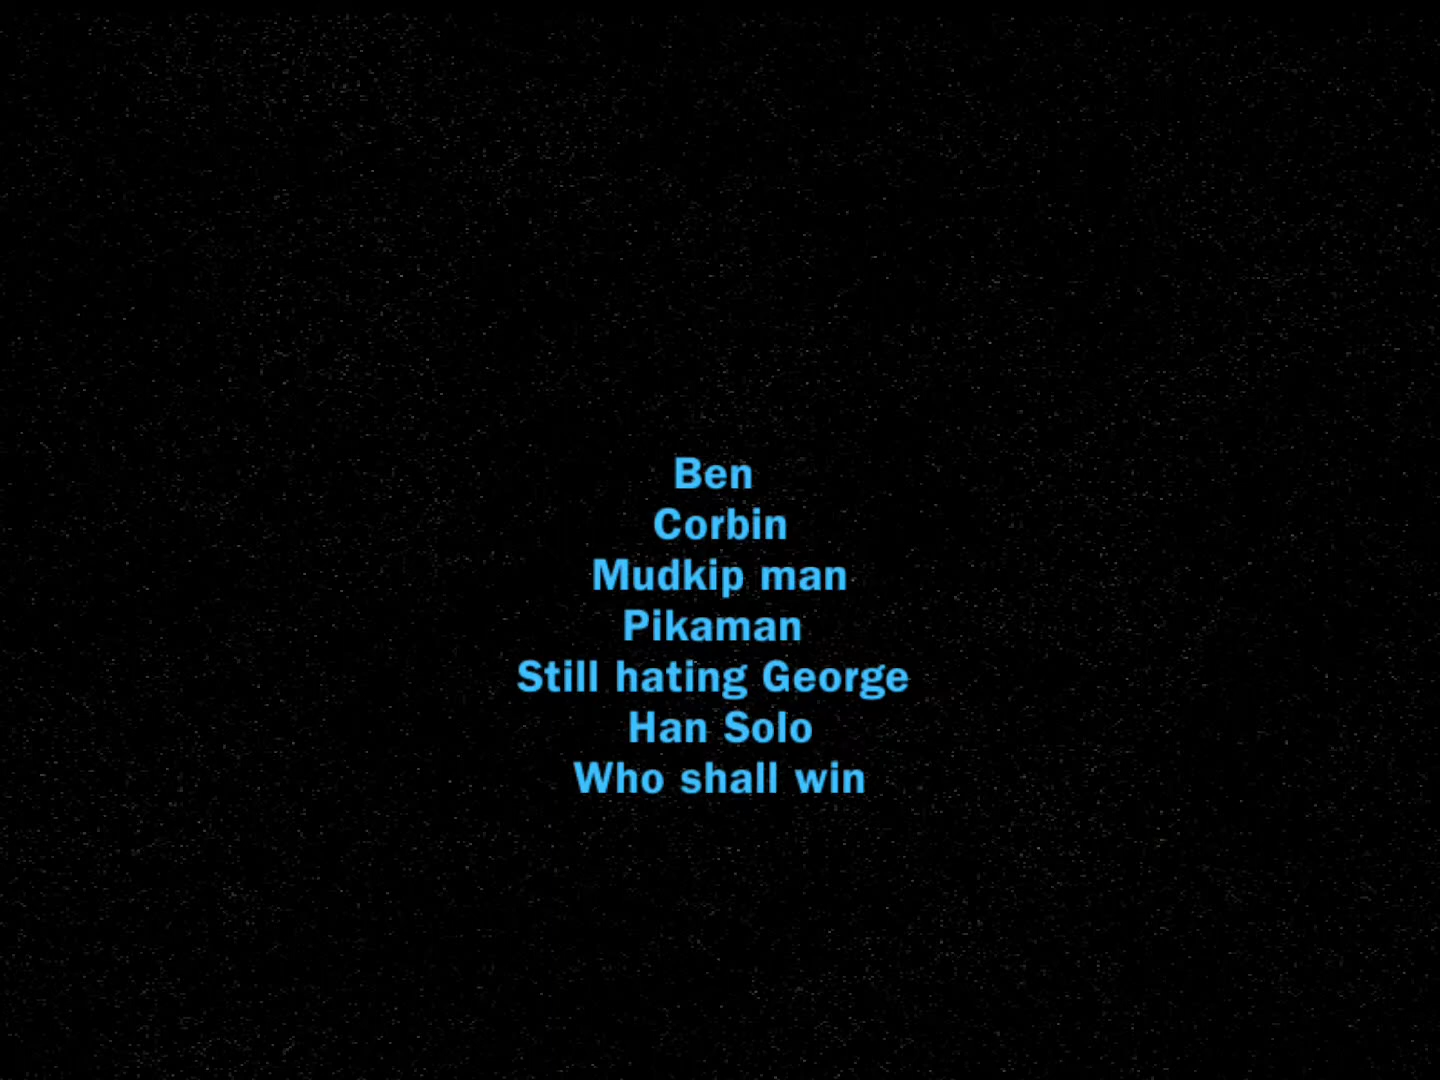 Ben
Corbin
Mudkip man
Pikaman
Still hating George
Han Solo
Who shall win